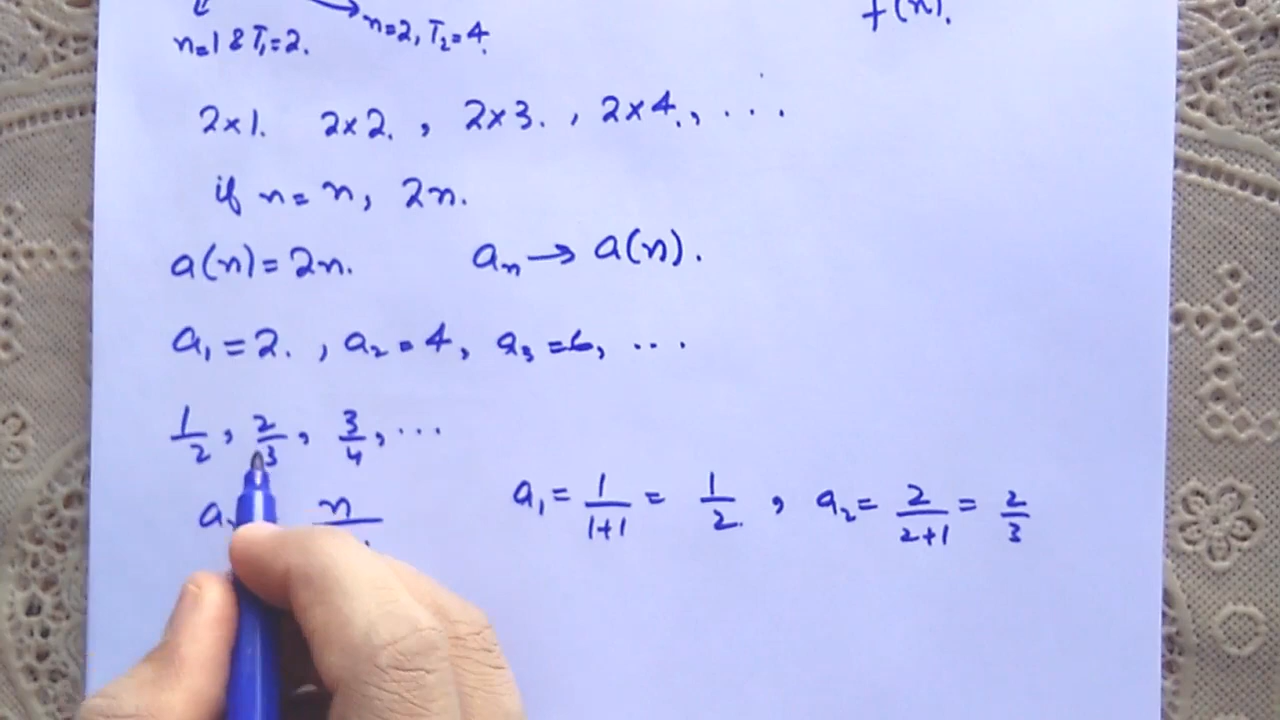 f(n).
n=1 & T₁=2. n=2, T₂=4.
2×1. 2×2. , 2×3. , 2×4. , ...
if n=n, 2n.
a(n)=2n. aₙ → a(n).
a₁=2. , a₂=4, a₃=6, ...
1/2 , 2/3 , 3/4 , ...
a n a₁ = 1/(1+1) = 1/2. , a₂ = 2/(2+1) = 2/3